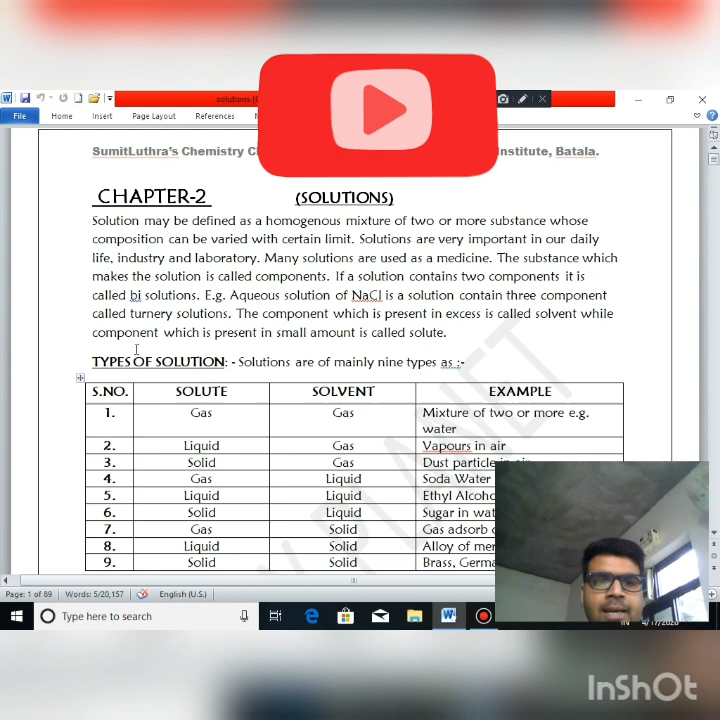 solutions [C
File Home Insert Page Layout References
SumitLuthra's Chemistry C nstitute, Batala.
CHAPTER-2 (SOLUTIONS)
Solution may be defined as a homogenous mixture of two or more substance whose
composition can be varied with certain limit. Solutions are very important in our daily
life, industry and laboratory. Many solutions are used as a medicine. The substance which
makes the solution is called components. If a solution contains two components it is
called bi solutions. E.g. Aqueous solution of NaCl is a solution contain three component
called turnery solutions. The component which is present in excess is called solvent while
component which is present in small amount is called solute.
TYPES OF SOLUTION: - Solutions are of mainly nine types as :-
S.NO. SOLUTE SOLVENT EXAMPLE
1. Gas Gas Mixture of two or more e.g.
water
2. Liquid Gas Vapours in air
3. Solid Gas Dust particle in air
4. Gas Liquid Soda Water
5. Liquid Liquid Ethyl Alcoho
6. Solid Liquid Sugar in wat
7. Gas Solid Gas adsorb
8. Liquid Solid Alloy of mer
9. Solid Solid Brass, Germa
PLANET
Page: 1 of 89 Words: 5/20,157 English (U.S.)
Type here to search
IN 4/17/2020
InShOt